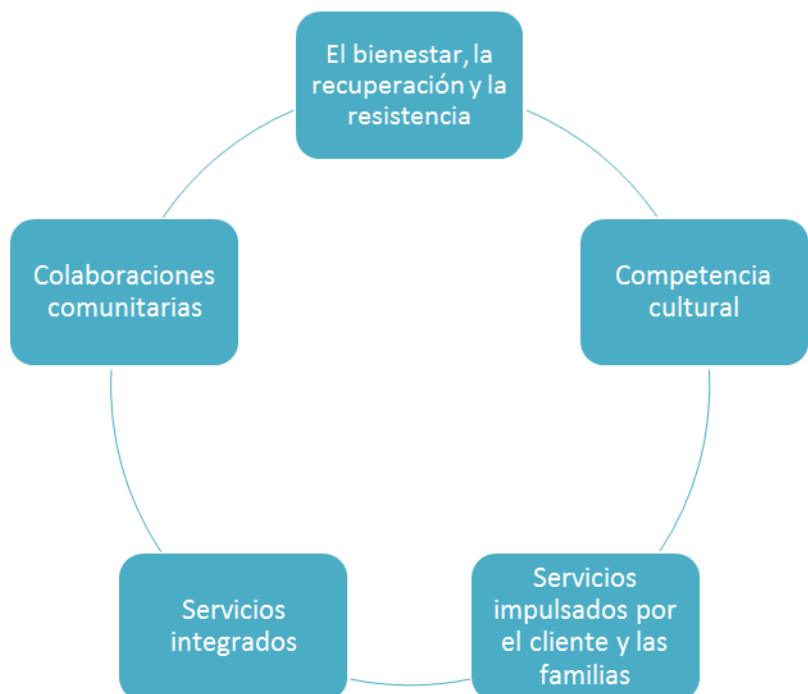 El bienestar, la
recuperación y la
resistencia
Competencia
cultural
Servicios
impulsados por
el cliente y las
familias
Servicios
integrados
Colaboraciones
comunitarias